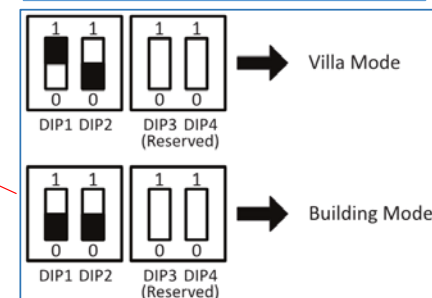 1 1 1 1
Villa Mode
0 0 0 0
DIP1 DIP2 DIP3 DIP4
(Reserved)
1 1 1 1
Building Mode
0 0 0 0
DIP1 DIP2 DIP3 DIP4
(Reserved)